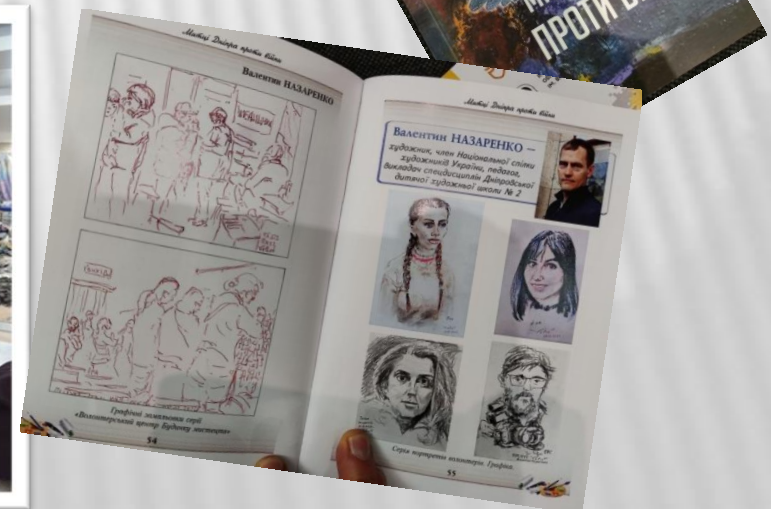 ПРОТИ В
Митці Дніпра проти війни
Валентин НАЗАРЕНКО
Графічні замальовки серії
«Волонтерський центр Будинку мистецтв»
54
Митці Дніпра проти війни
Валентин НАЗАРЕНКО –
художник, член Національної спілки
художників України, педагог,
викладач спецдисциплін Дніпровської
дитячої художньої школи № 2
Серія портретів волонтерів. Графіка.
55